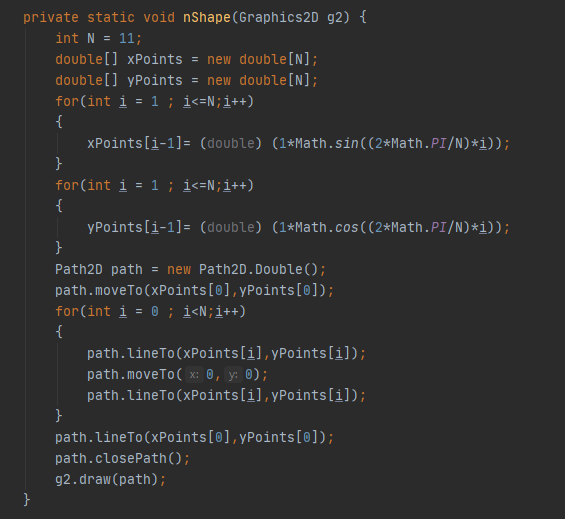 private static void nShape(Graphics2D g2) {
    int N = 11;
    double[] xPoints = new double[N];
    double[] yPoints = new double[N];
    for(int i = 1 ; i<=N;i++)
    {
        xPoints[i-1]= (double) (1*Math.sin((2*Math.PI/N)*i));
    }
    for(int i = 1 ; i<=N;i++)
    {
        yPoints[i-1]= (double) (1*Math.cos((2*Math.PI/N)*i));
    }
    Path2D path = new Path2D.Double();
    path.moveTo(xPoints[0],yPoints[0]);
    for(int i = 0 ; i<N;i++)
    {
        path.lineTo(xPoints[i],yPoints[i]);
        path.moveTo( x: 0, y: 0);
        path.lineTo(xPoints[i],yPoints[i]);
    }
    path.lineTo(xPoints[0],yPoints[0]);
    path.closePath();
    g2.draw(path);
}